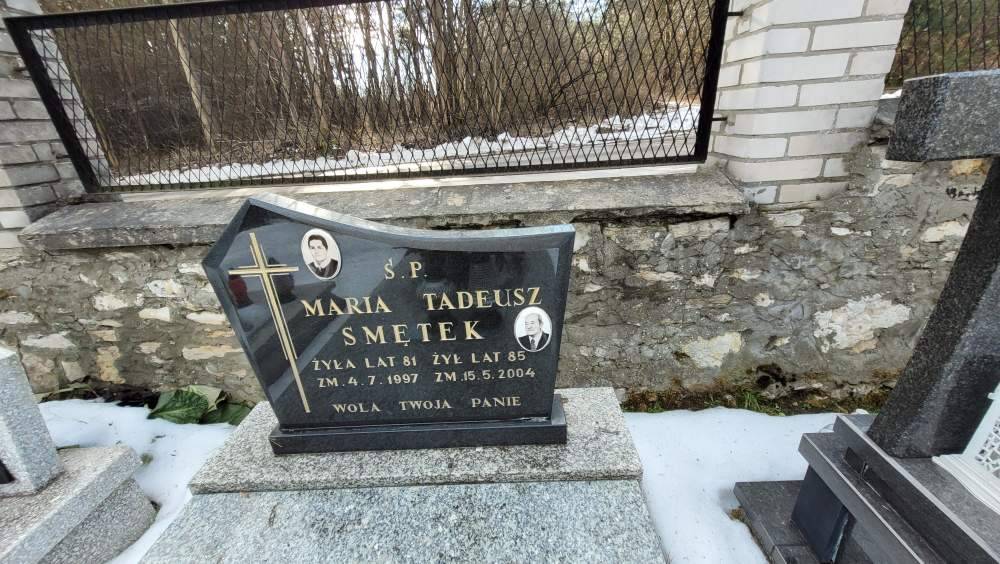 Ś.P.
MARIA TADEUSZ
SMĘTEK
ŻYŁA LAT 81 ŻYŁ LAT 85
ZM. 4.7.1997 ZM. 15.5.2004
WOLA TWOJA PANIE